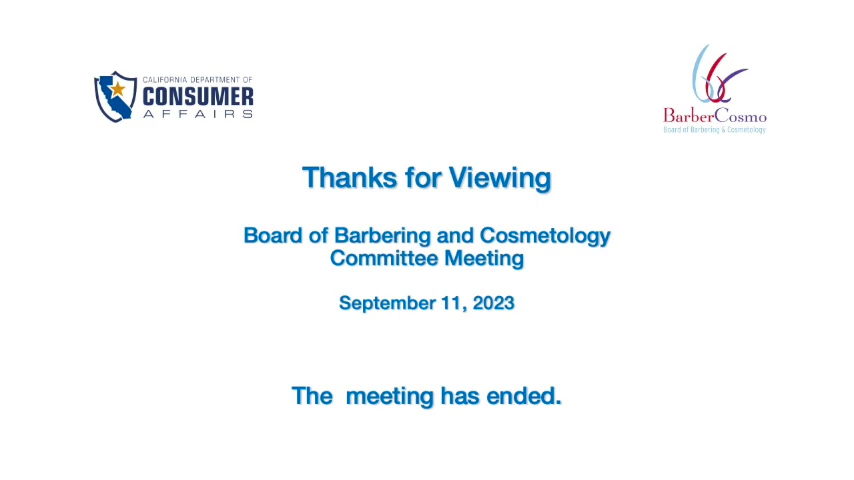 CALIFORNIA DEPARTMENT OF
CONSUMER
AFFAIRS
BarberCosmo
Board of Barbering & Cosmetology
Thanks for Viewing
Board of Barbering and Cosmetology
Committee Meeting
September 11, 2023
The meeting has ended.